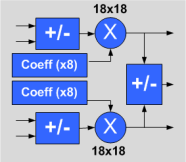 18x18
+/-
X
Coeff (x8)
+/-
Coeff (x8)
+/-
X
18x18